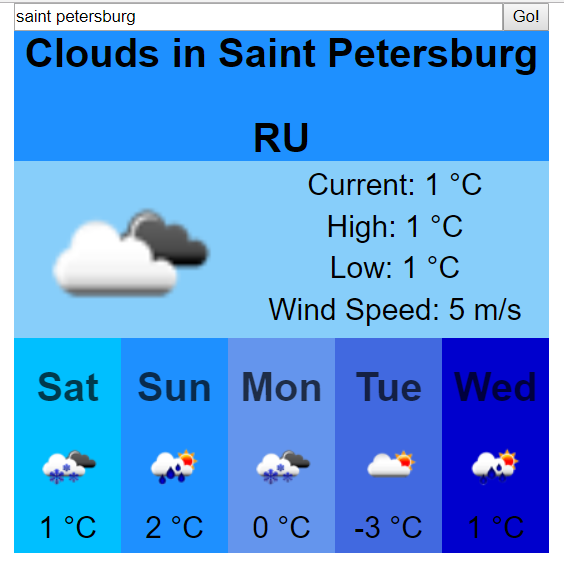 saint petersburg Go!
Clouds in Saint Petersburg
RU
Current: 1 °C
High: 1 °C
Low: 1 °C
Wind Speed: 5 m/s
Sat Sun Mon Tue Wed
1 °C 2 °C 0 °C -3 °C 1 °C